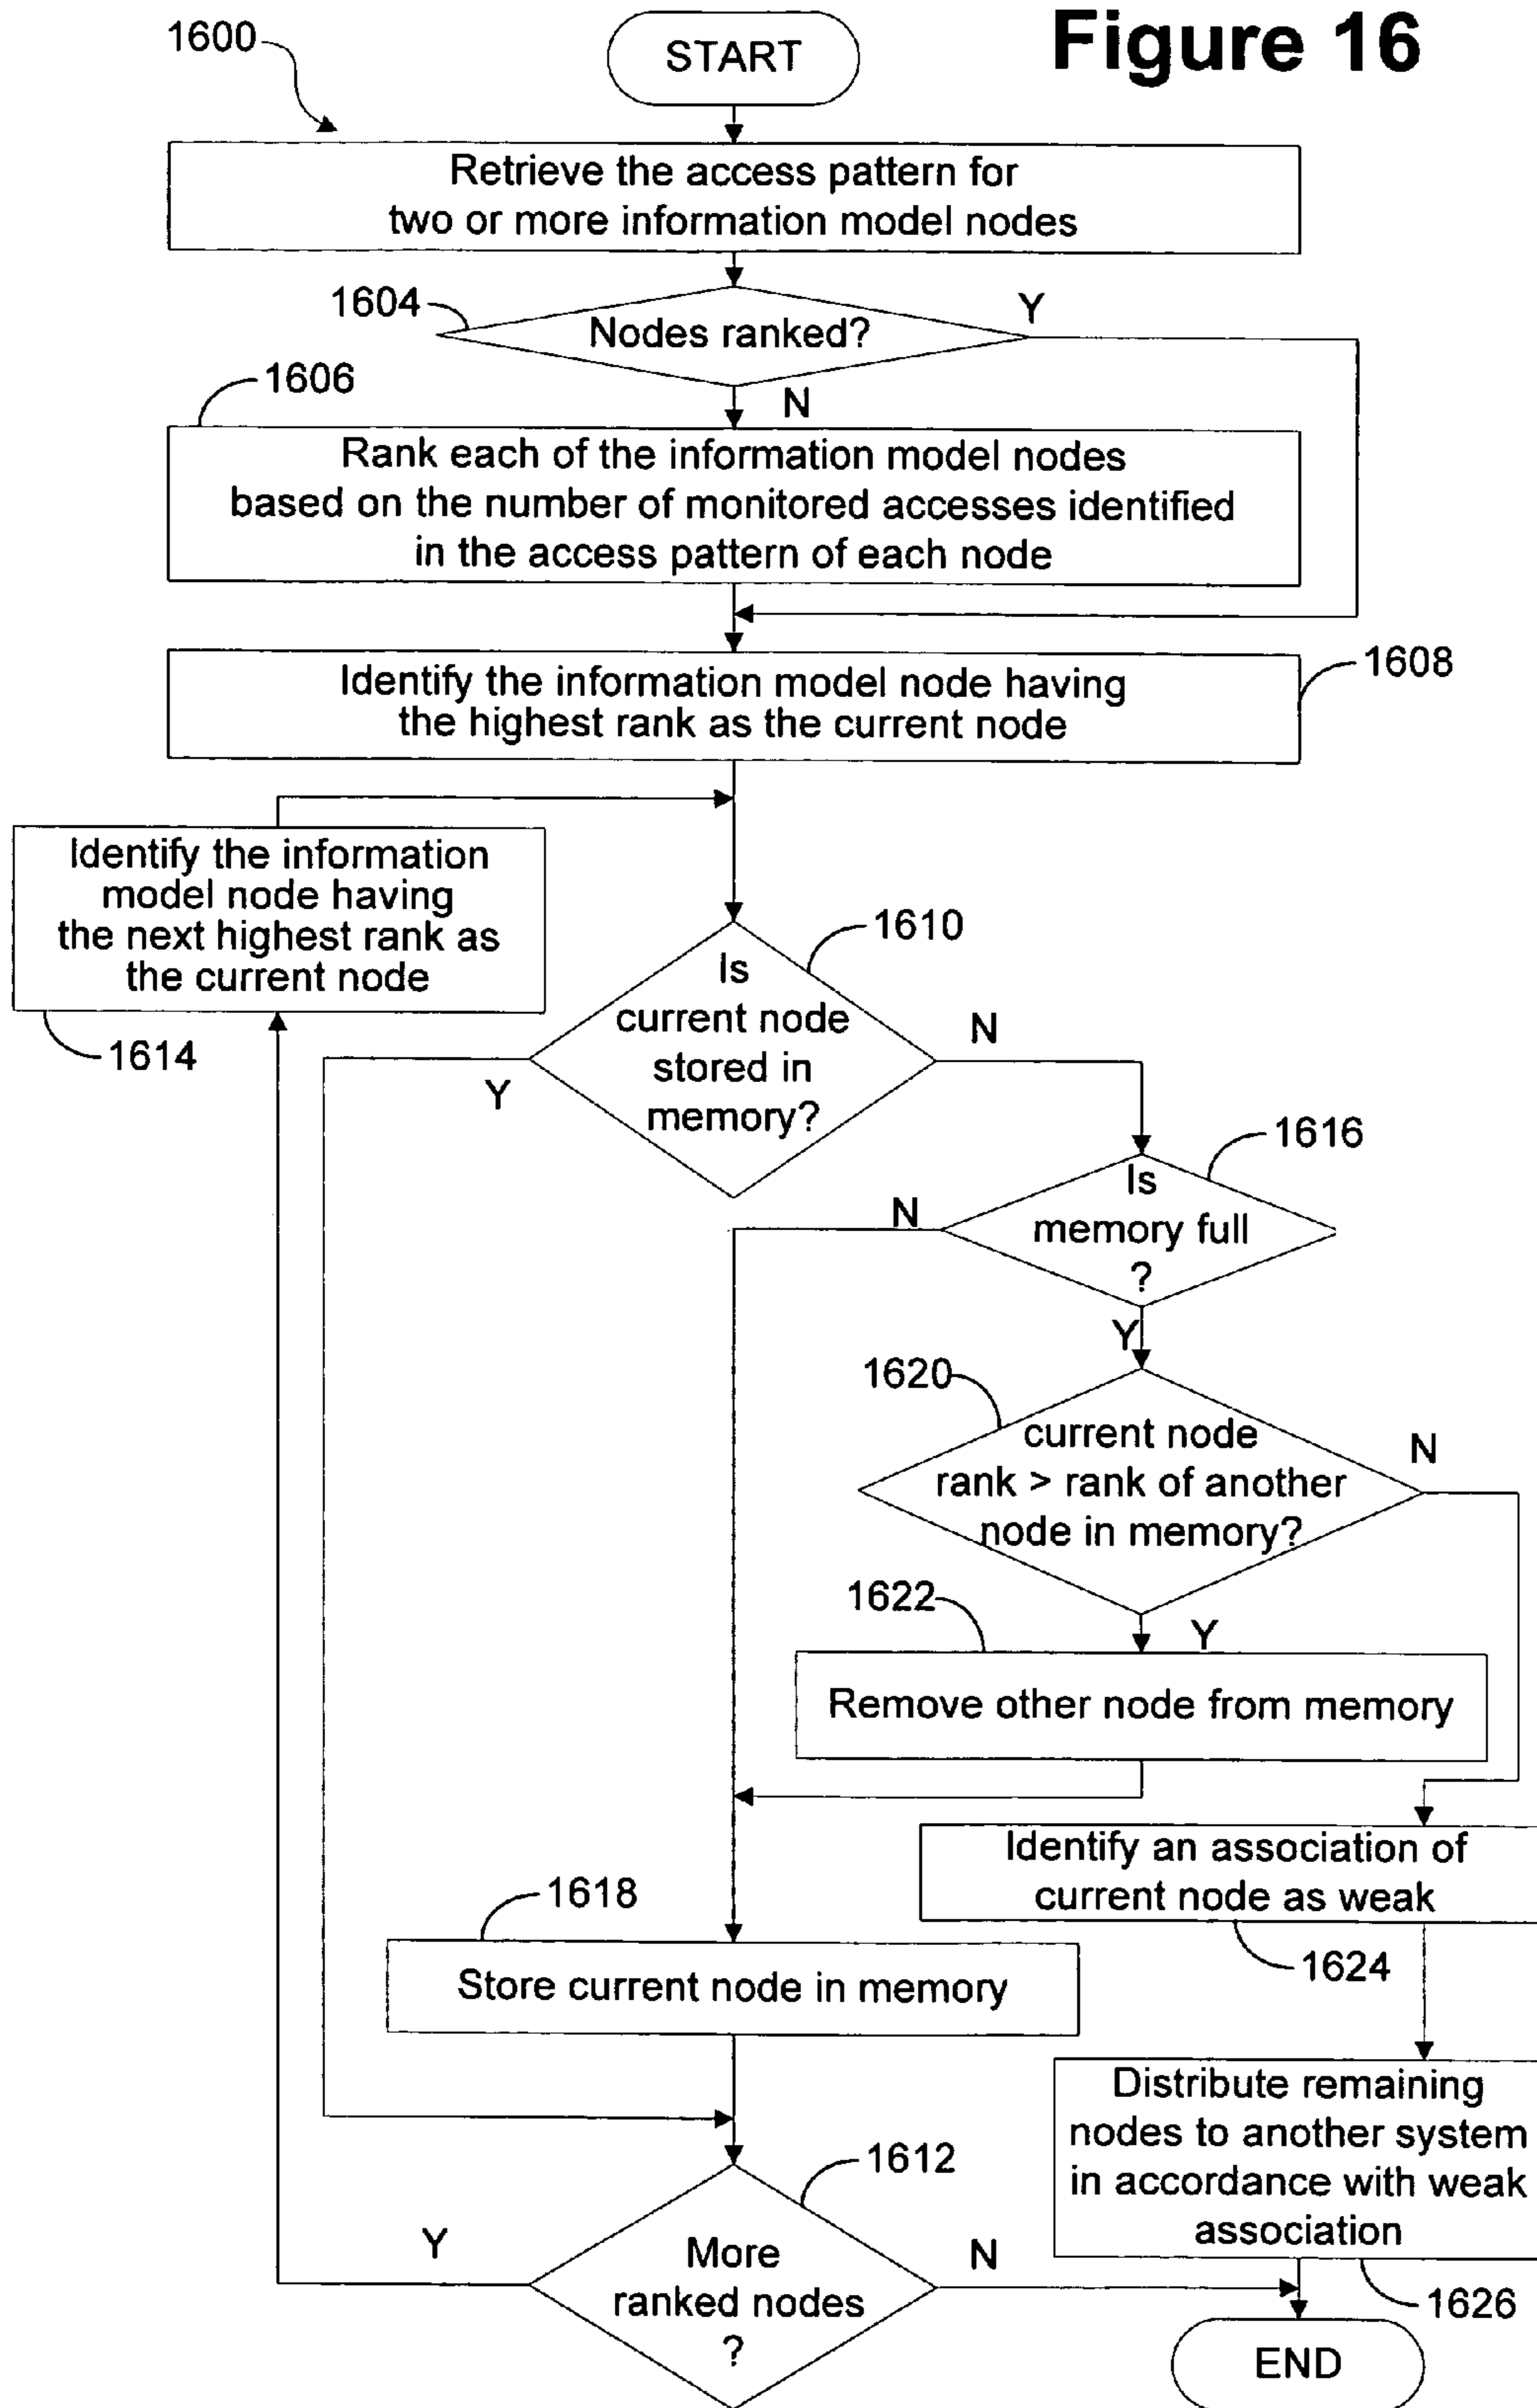 Figure 16
1600
START
Retrieve the access pattern for
two or more information model nodes
1604
Nodes ranked?
Y
N
1606
Rank each of the information model nodes
based on the number of monitored accesses identified
in the access pattern of each node
1608
Identify the information model node having
the highest rank as the current node
Identify the information
model node having
the next highest rank as
the current node
1614
1610
Is
current node
stored in
memory?
Y
N
1616
Is
memory full
?
N
Y
1620
current node
rank > rank of another
node in memory?
N
Y
1622
Remove other node from memory
Identify an association of
current node as weak
1624
1618
Store current node in memory
Distribute remaining
nodes to another system
in accordance with weak
association
1626
1612
More
ranked nodes
?
Y
N
END